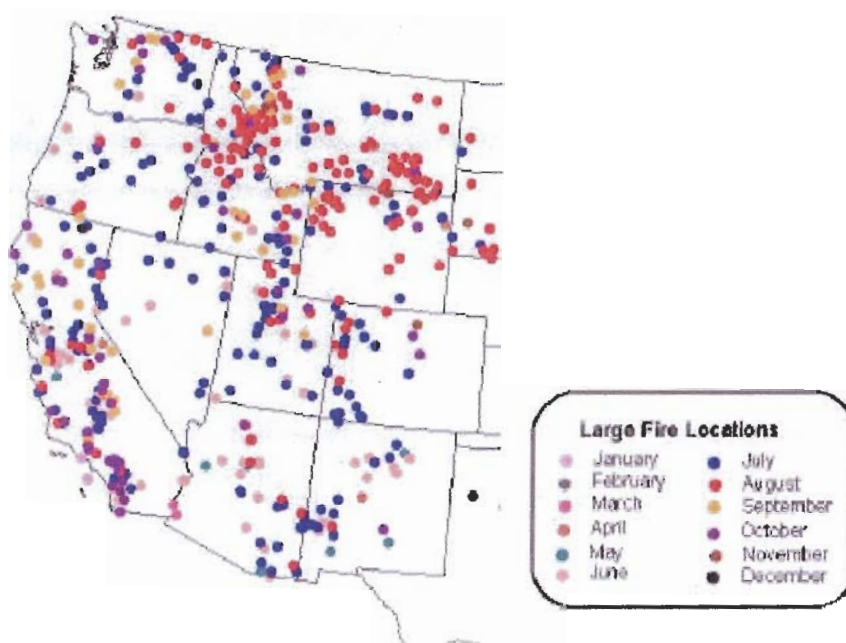 Large Fire Locations
January
February
March
April
May
June
July
August
September
October
November
December